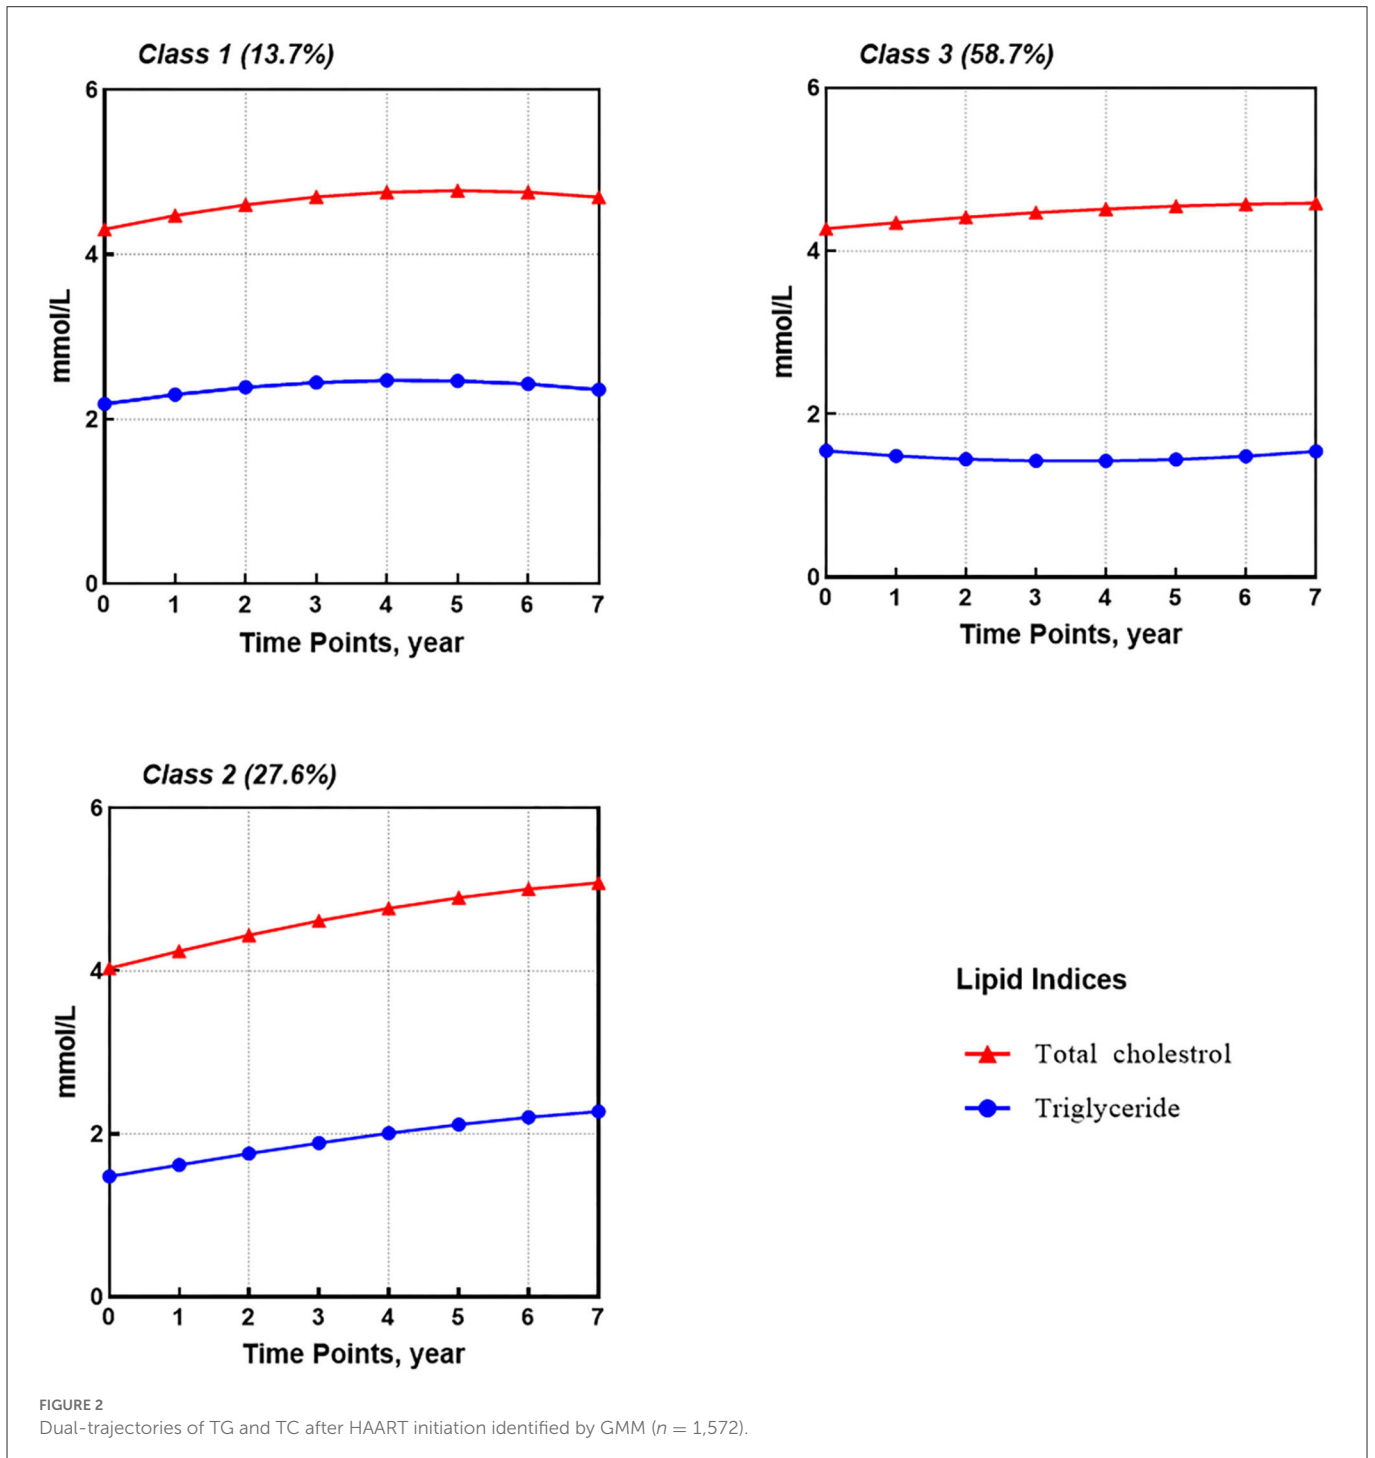 Class 1 (13.7%)
6
4
2
0
mmol/L
0 1 2 3 4 5 6 7
Time Points, year
Class 3 (58.7%)
6
4
2
0
mmol/L
0 1 2 3 4 5 6 7
Time Points, year
Class 2 (27.6%)
6
4
2
0
mmol/L
0 1 2 3 4 5 6 7
Time Points, year
Lipid Indices
Total cholestrol
Triglyceride
FIGURE 2
Dual-trajectories of TG and TC after HAART initiation identified by GMM (n = 1,572).